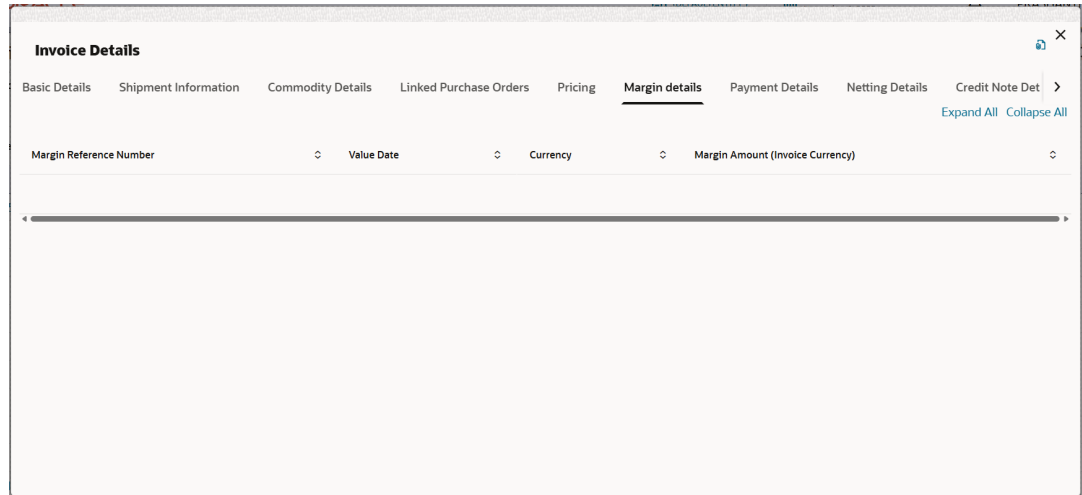 Invoice Details
Basic Details Shipment Information Commodity Details Linked Purchase Orders Pricing Margin details Payment Details Netting Details Credit Note Det
Expand All Collapse All
Margin Reference Number Value Date Currency Margin Amount (Invoice Currency)